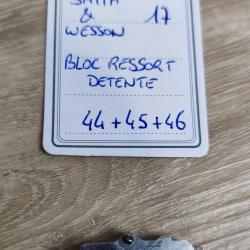 SMITH 17
&
WESSON
BLOC RESSORT
DETENTE
44+45+46